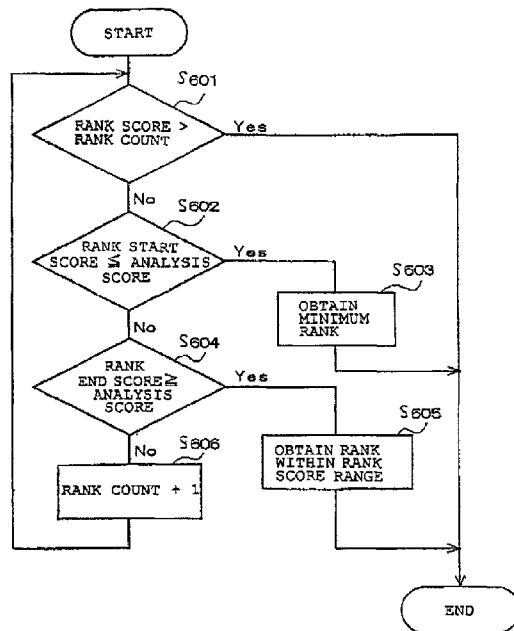 START
S601
RANK SCORE >
RANK COUNT
Yes
No
S602
RANK START
SCORE ≦ ANALYSIS
SCORE
Yes
S603
OBTAIN
MINIMUM
RANK
No
S604
RANK
END SCORE ≧
ANALYSIS
SCORE
Yes
S605
OBTAIN RANK
WITHIN RANK
SCORE RANGE
No
S606
RANK COUNT + 1
END